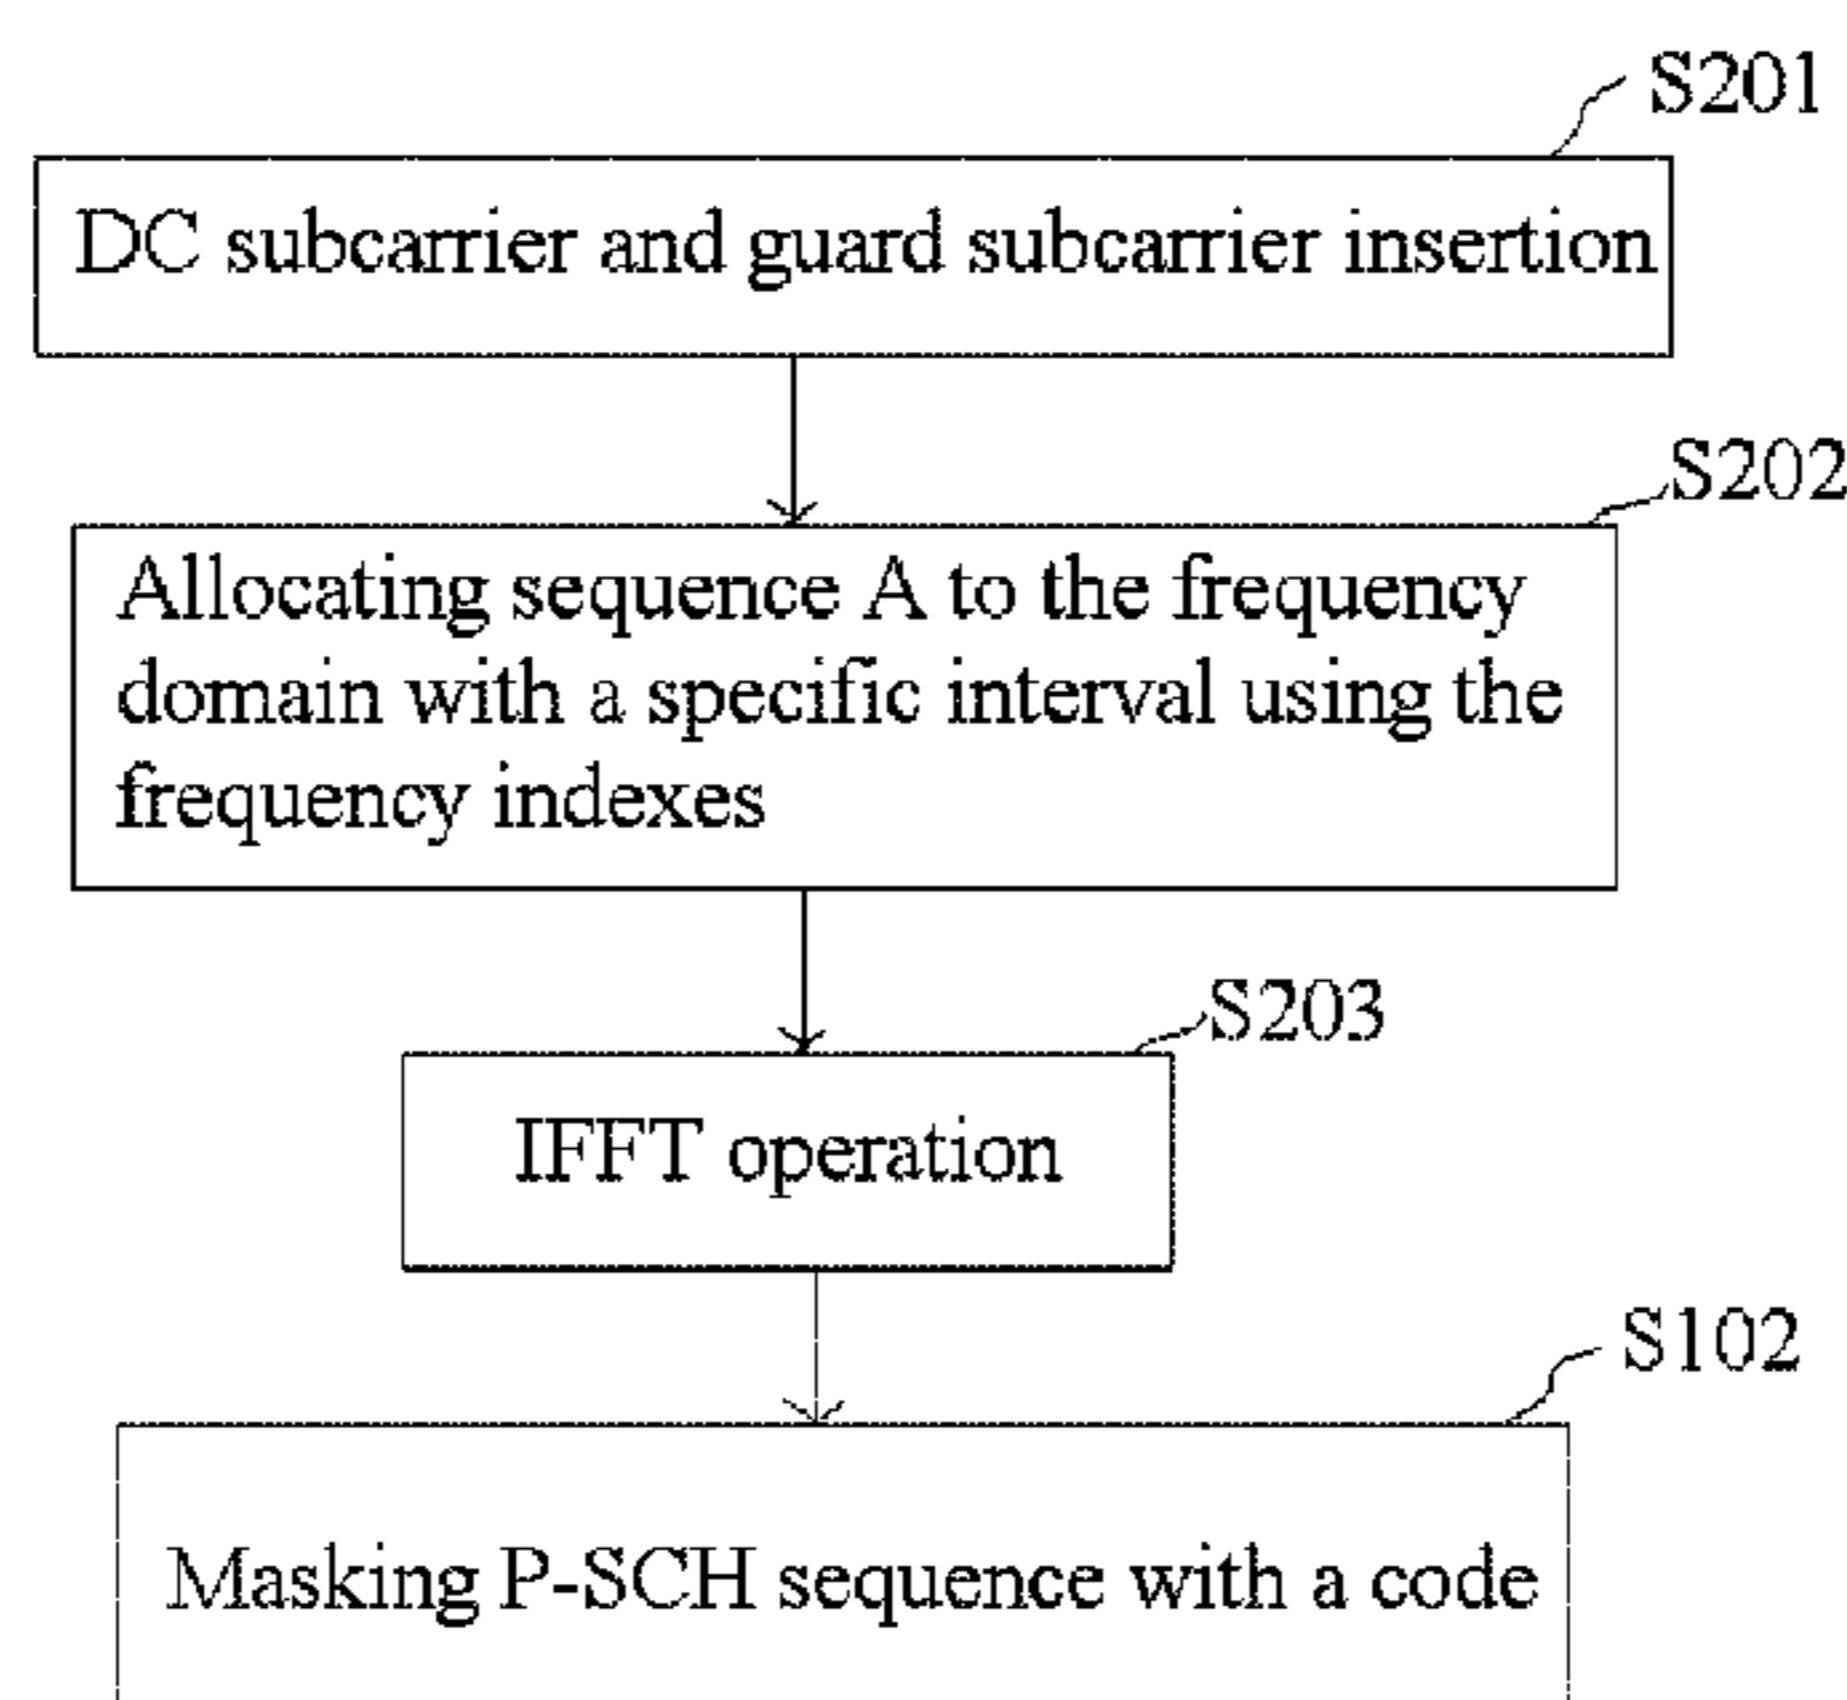 S201
DC subcarrier and guard subcarrier insertion
S202
Allocating sequence A to the frequency
domain with a specific interval using the
frequency indexes
S203
IFFT operation
S102
Masking P-SCH sequence with a code